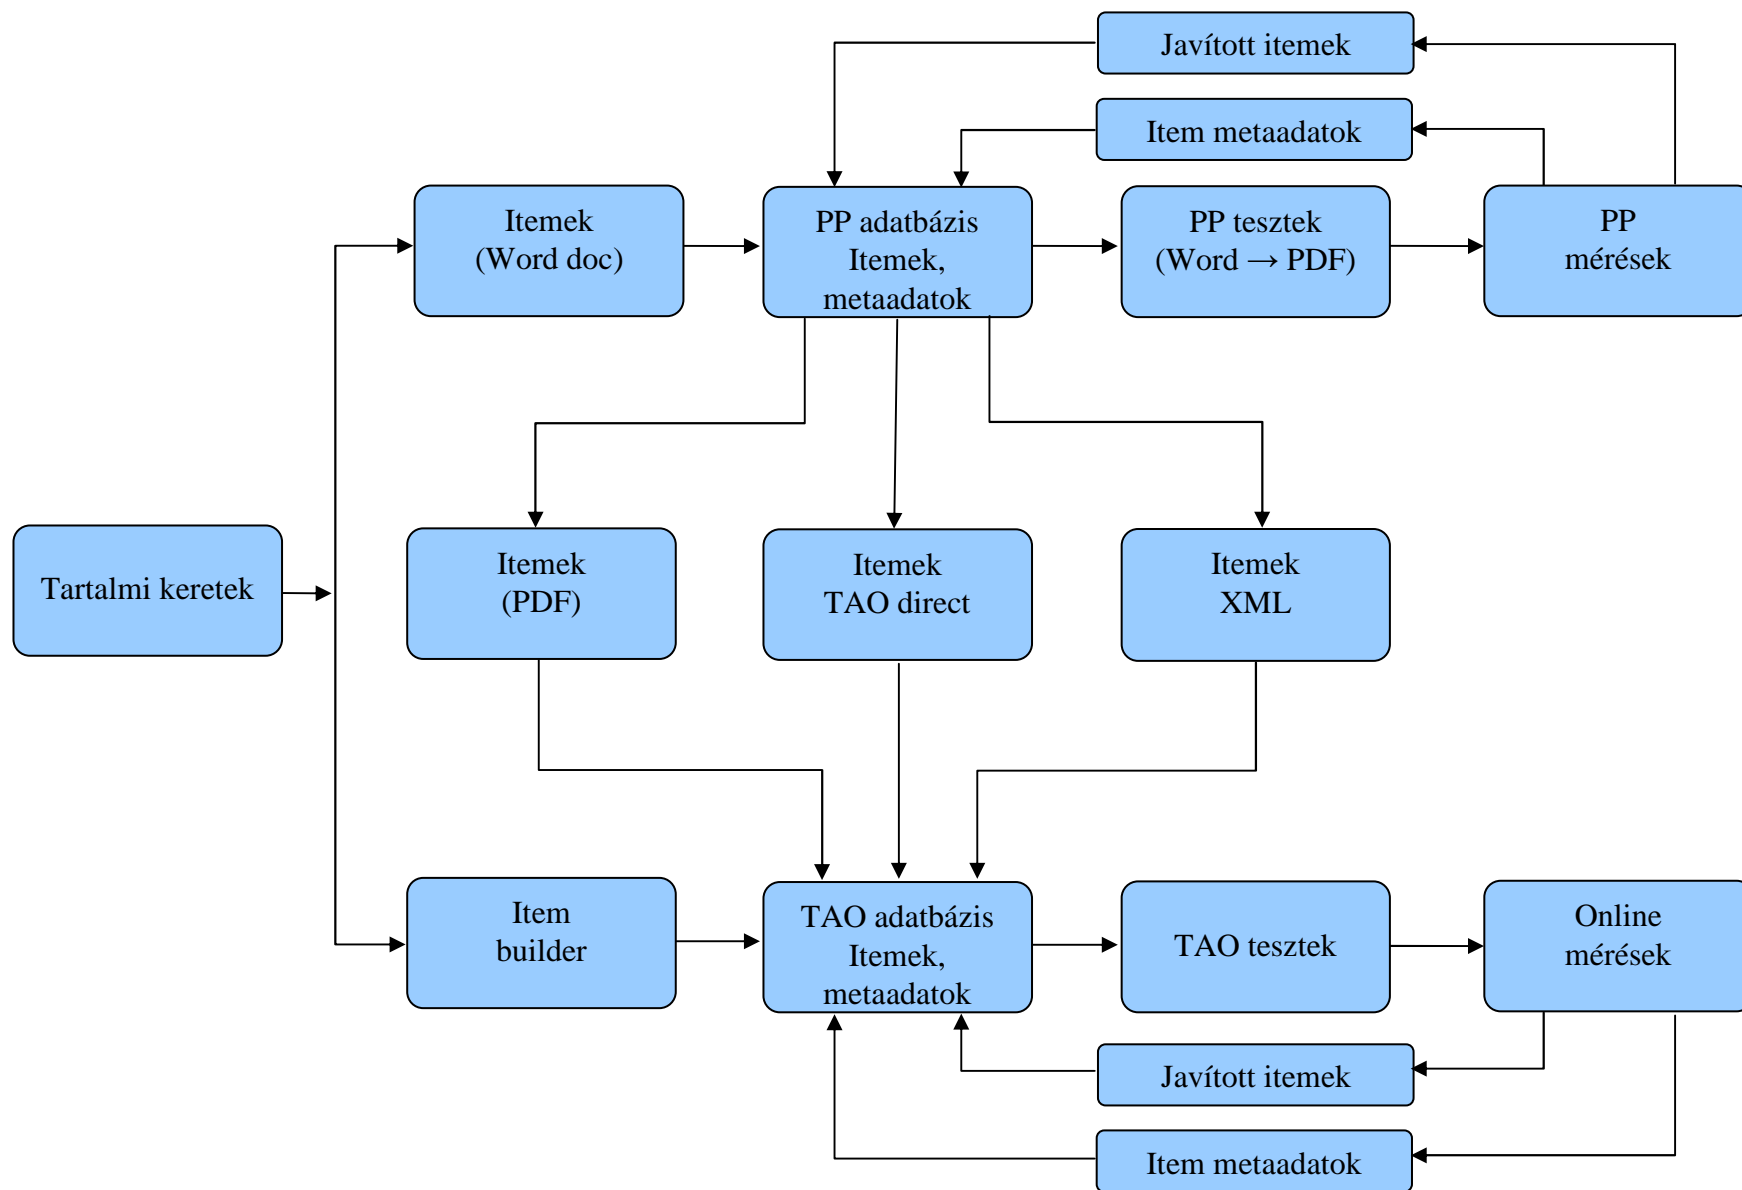 Javított itemek
Item metaadatok
Itemek
(Word doc)
PP adatbázis
Itemek,
metaadatok
PP tesztek
(Word → PDF)
PP
mérések
Tartalmi keretek
Itemek
(PDF)
Itemek
TAO direct
Itemek
XML
Item
builder
TAO adatbázis
Itemek,
metaadatok
TAO tesztek
Online
mérések
Javított itemek
Item metaadatok